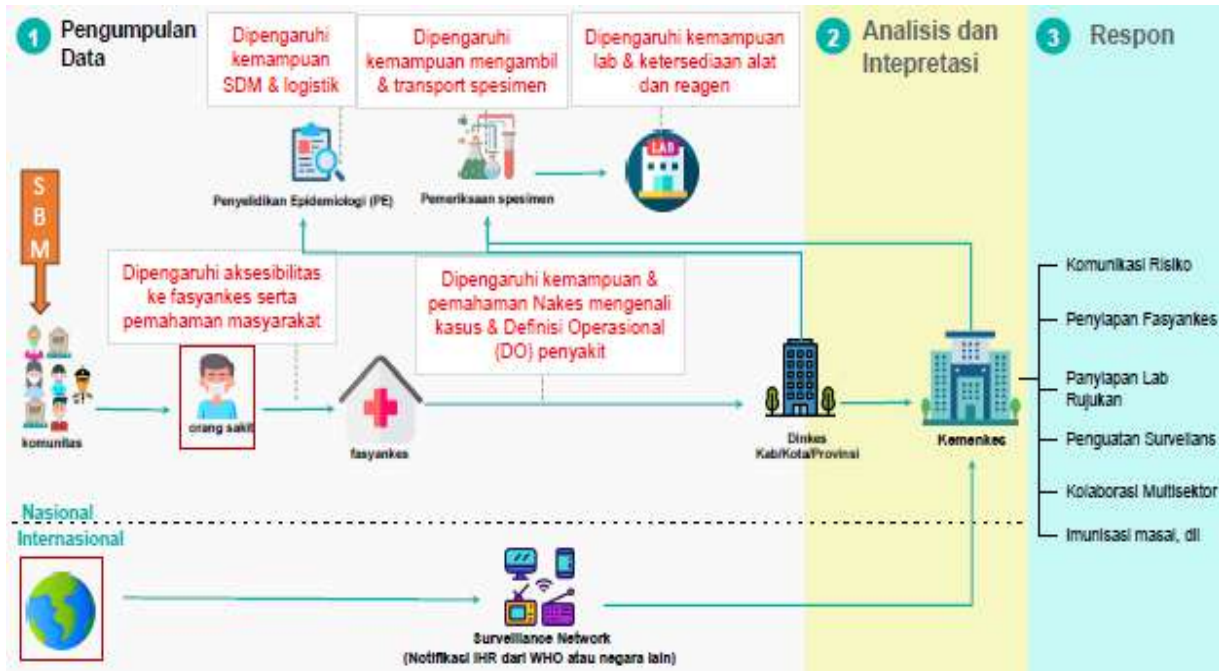 1 Pengumpulan
Data
Dipengaruhi
kemampuan
SDM & logistik
Dipengaruhi
kemampuan mengambil
& transport spesimen
Dipengaruhi kemampuan
lab & ketersediaan alat
dan reagen
2 Analisis dan
Intepretasi
3 Respon
LAB
Penyelidikan Epidemiologi (PE)
Pemeriksaan spesimen
S
B
M
Dipengaruhi aksesibilitas
ke fasyankes serta
pemahaman masyarakat
Dipengaruhi kemampuan &
pemahaman Nakes mengenali
kasus & Definisi Operasional
(DO) penyakit
komunitas
orang sakit
fasyankes
Dinkes
Kab/Kota/Provinsi
Kemenkes
Komunikasi Risiko
Penyiapan Fasyankes
Panyiapan Lab
Rujukan
Penguatan Surveilans
Kolaborasi Multisektor
Imunisasi masal, dll
Nasional
Internasional
Surveillance Network
(Notifikasi IHR dari WHO atau negara lain)